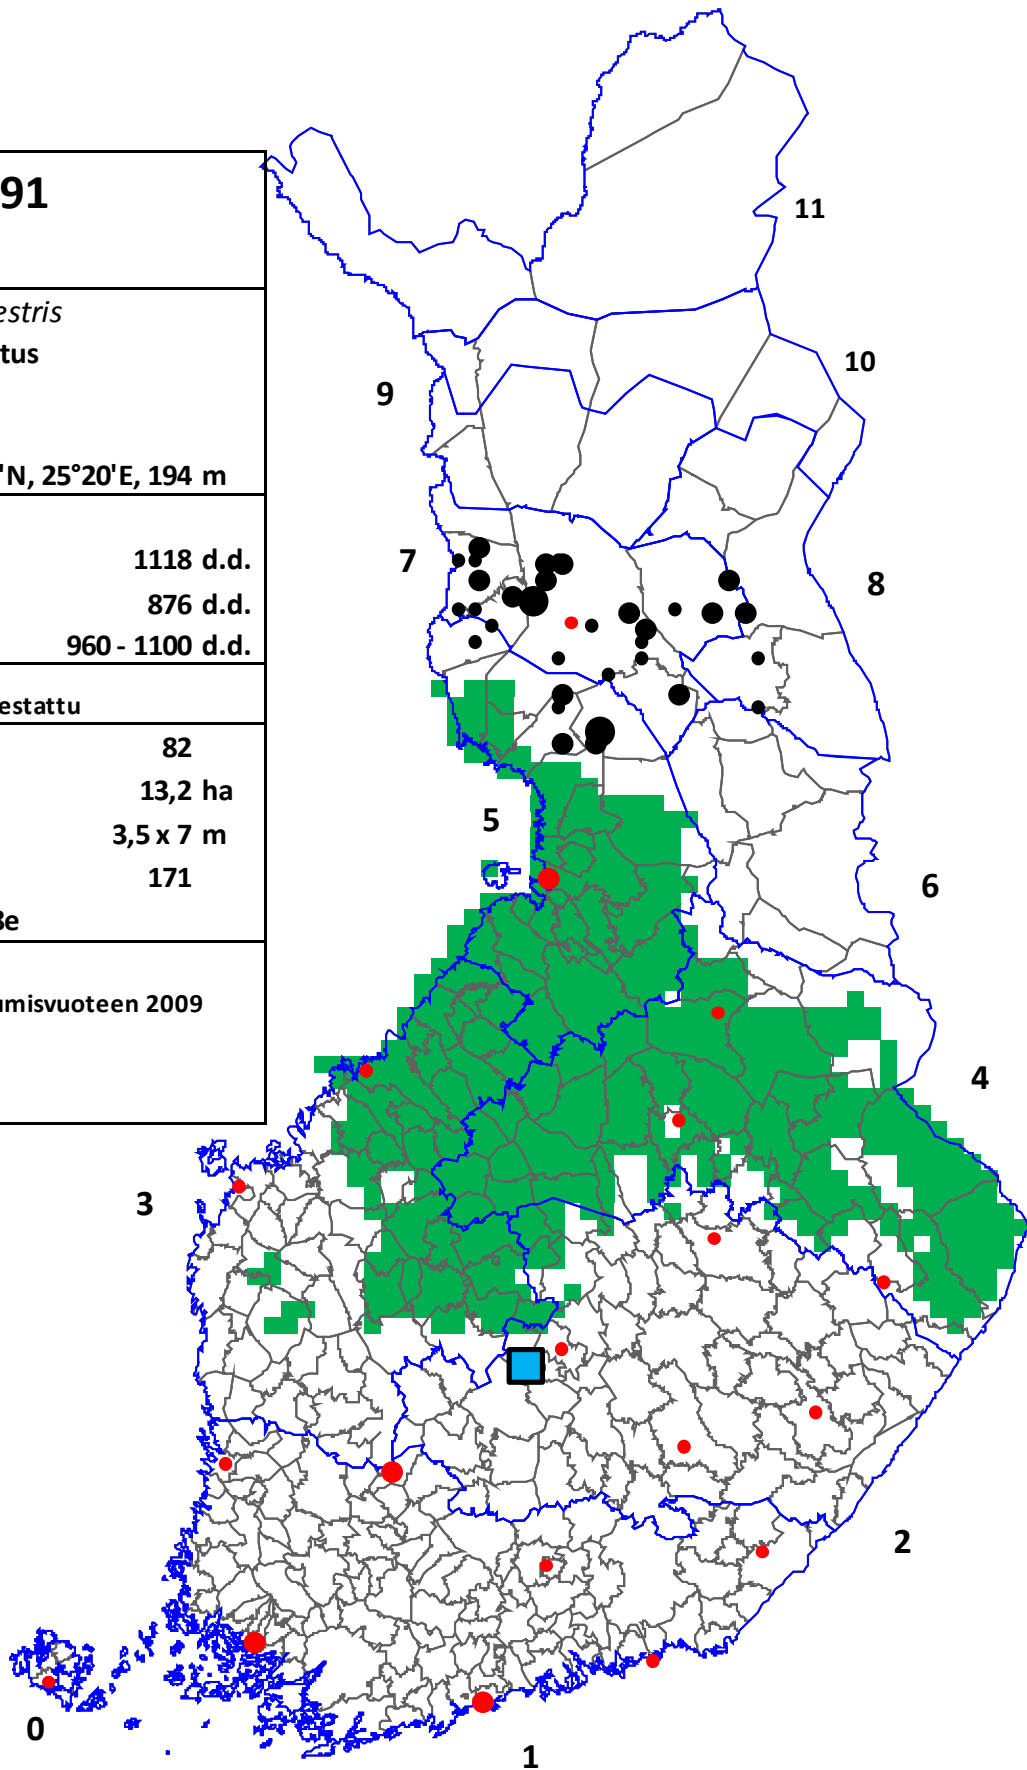 91
estris
tus
'N, 25°20'E, 194 m
1118 d.d.
876 d.d.
960 - 1100 d.d.
estattu
82
13,2 ha
3,5 x 7 m
171
Be
umisvuoteen 2009
11
10
9
8
7
6
5
4
3
2
1
0